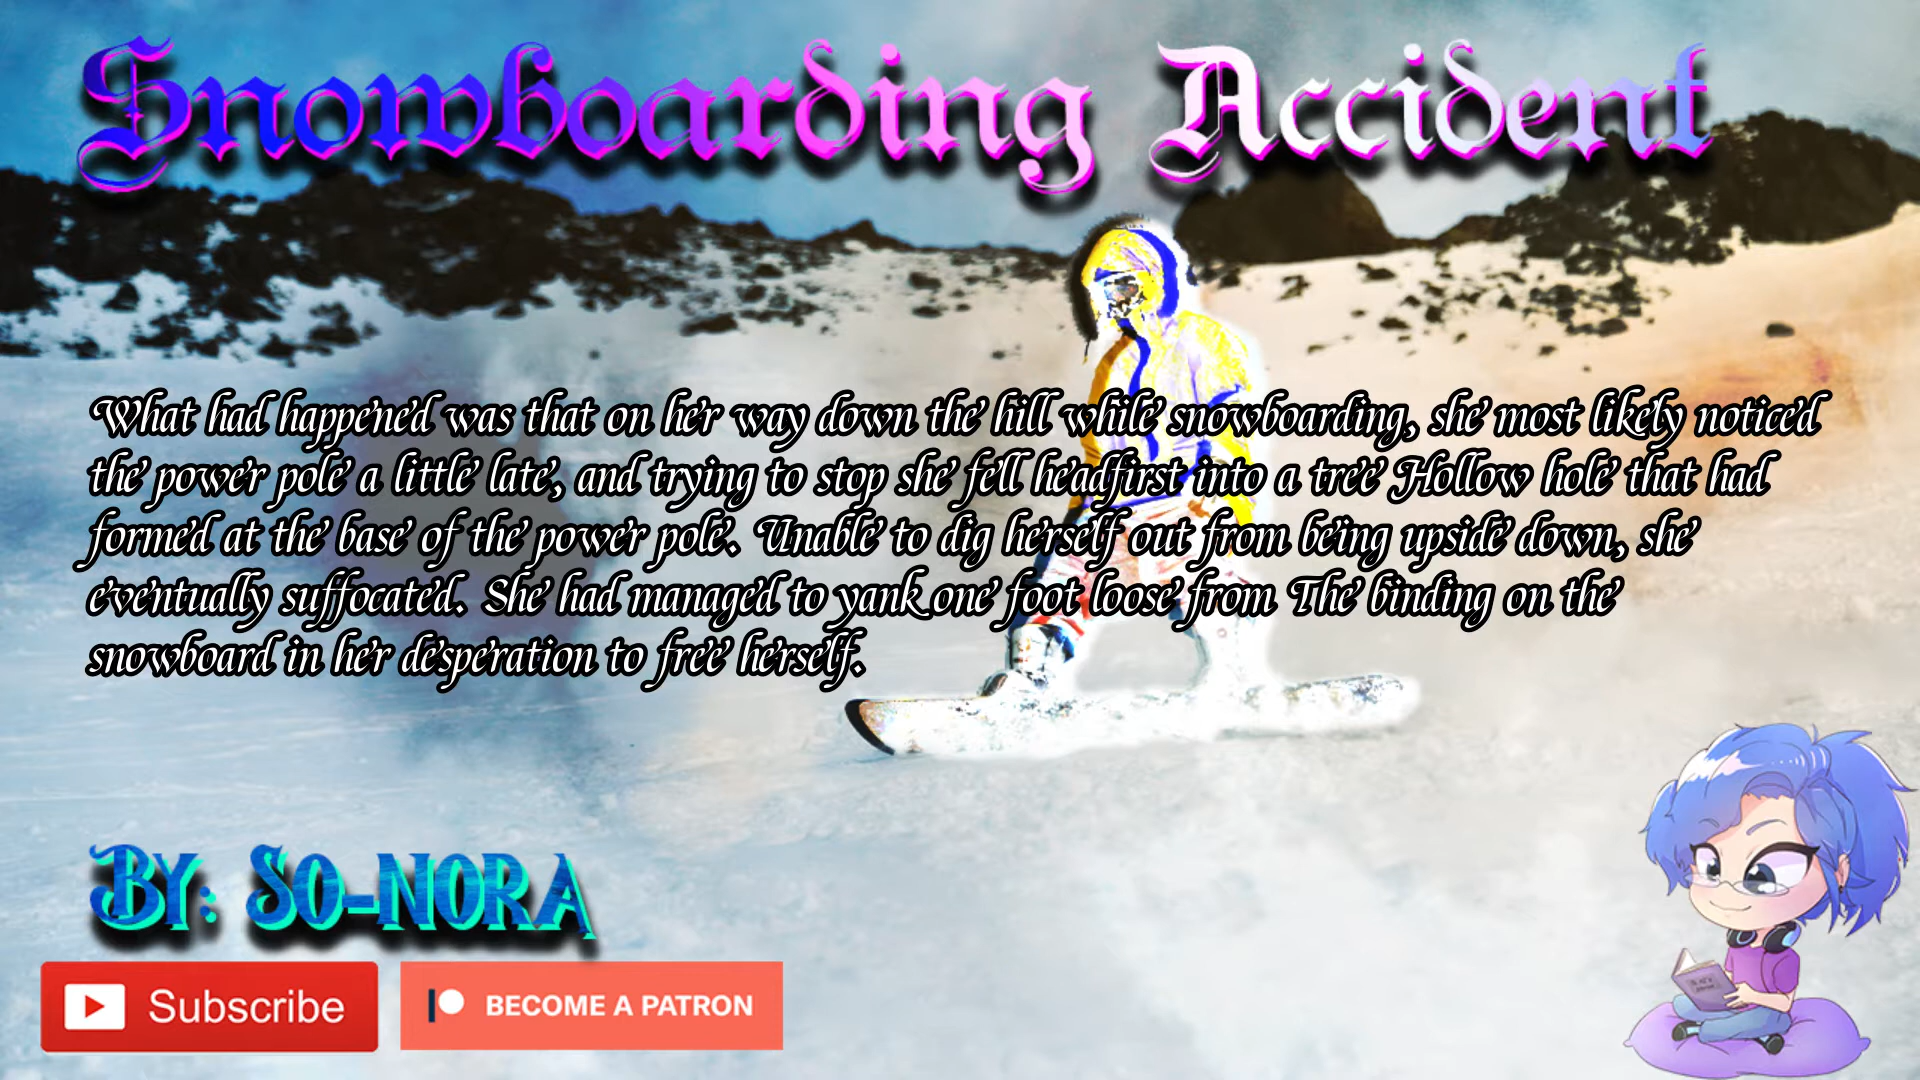 Snowboarding Accident
What had happened was that on her way down the hill while snowboarding, she most likely noticed
the power pole a little late, and trying to stop she fell headfirst into a tree Hollow hole that had
formed at the base of the power pole. Unable to dig herself out from being upside down, she
eventually suffocated. She had managed to yank one foot loose from The binding on the
snowboard in her desperation to free herself.
By: So-Nora
Subscribe
BECOME A PATRON